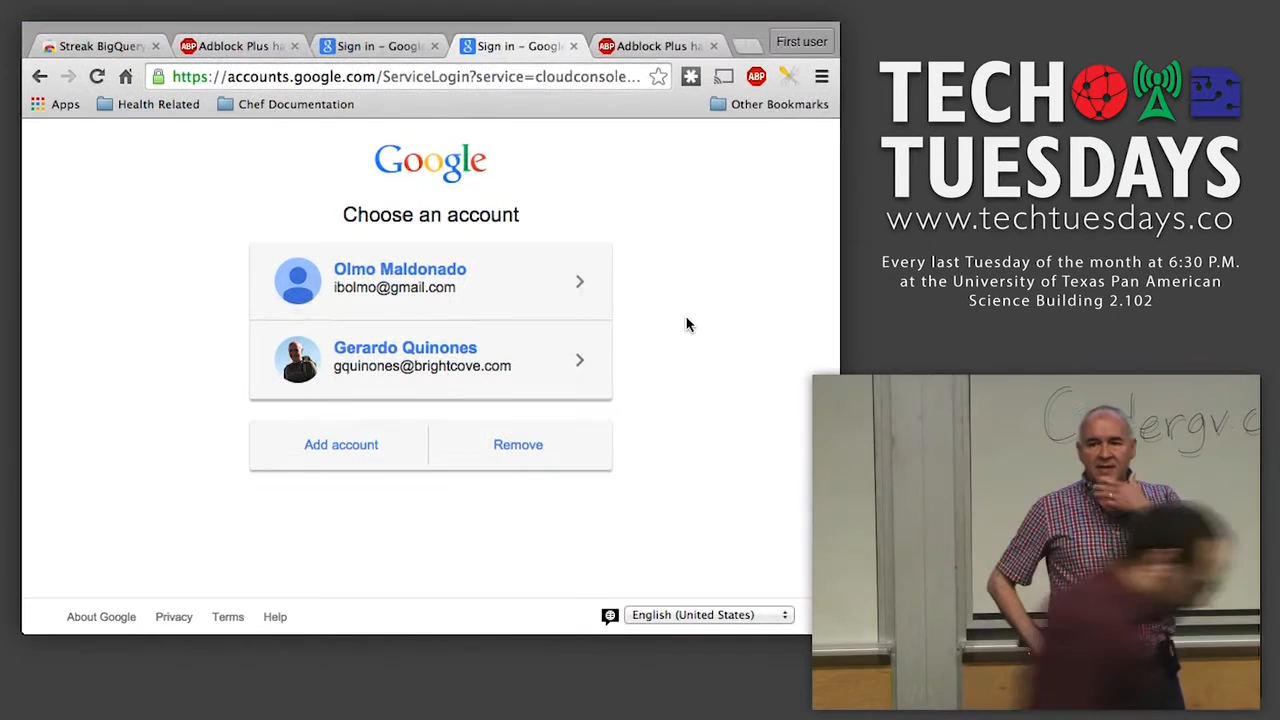 Streak BigQuery
Adblock Plus ha
Sign in – Googl
Sign in – Googl
Adblock Plus ha
First user
https://accounts.google.com/ServiceLogin?service=cloudconsole...
ABP
Apps
Health Related
Chef Documentation
Other Bookmarks
Google
Choose an account
Olmo Maldonado
ibolmo@gmail.com
Gerardo Quinones
gquinones@brightcove.com
Add account
Remove
About Google
Privacy
Terms
Help
English (United States)
TECH
TUESDAYS
www.techtuesdays.co
Every last Tuesday of the month at 6:30 P.M.
at the University of Texas Pan American
Science Building 2.102